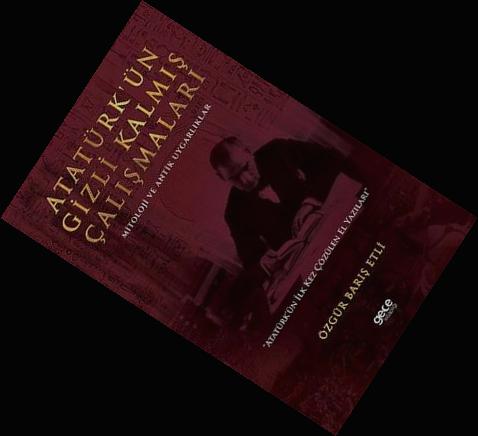 ATATÜRK'ÜN
GİZLİ KALMIŞ
ÇALIŞMALARI
MİTOLOJİ VE ANTİK UYGARLIKLAR
"ATATÜRK'ÜN İLK KEZ ÇÖZÜLEN EL YAZILARI"
ÖZGÜR BARIŞ ETLİ
gece